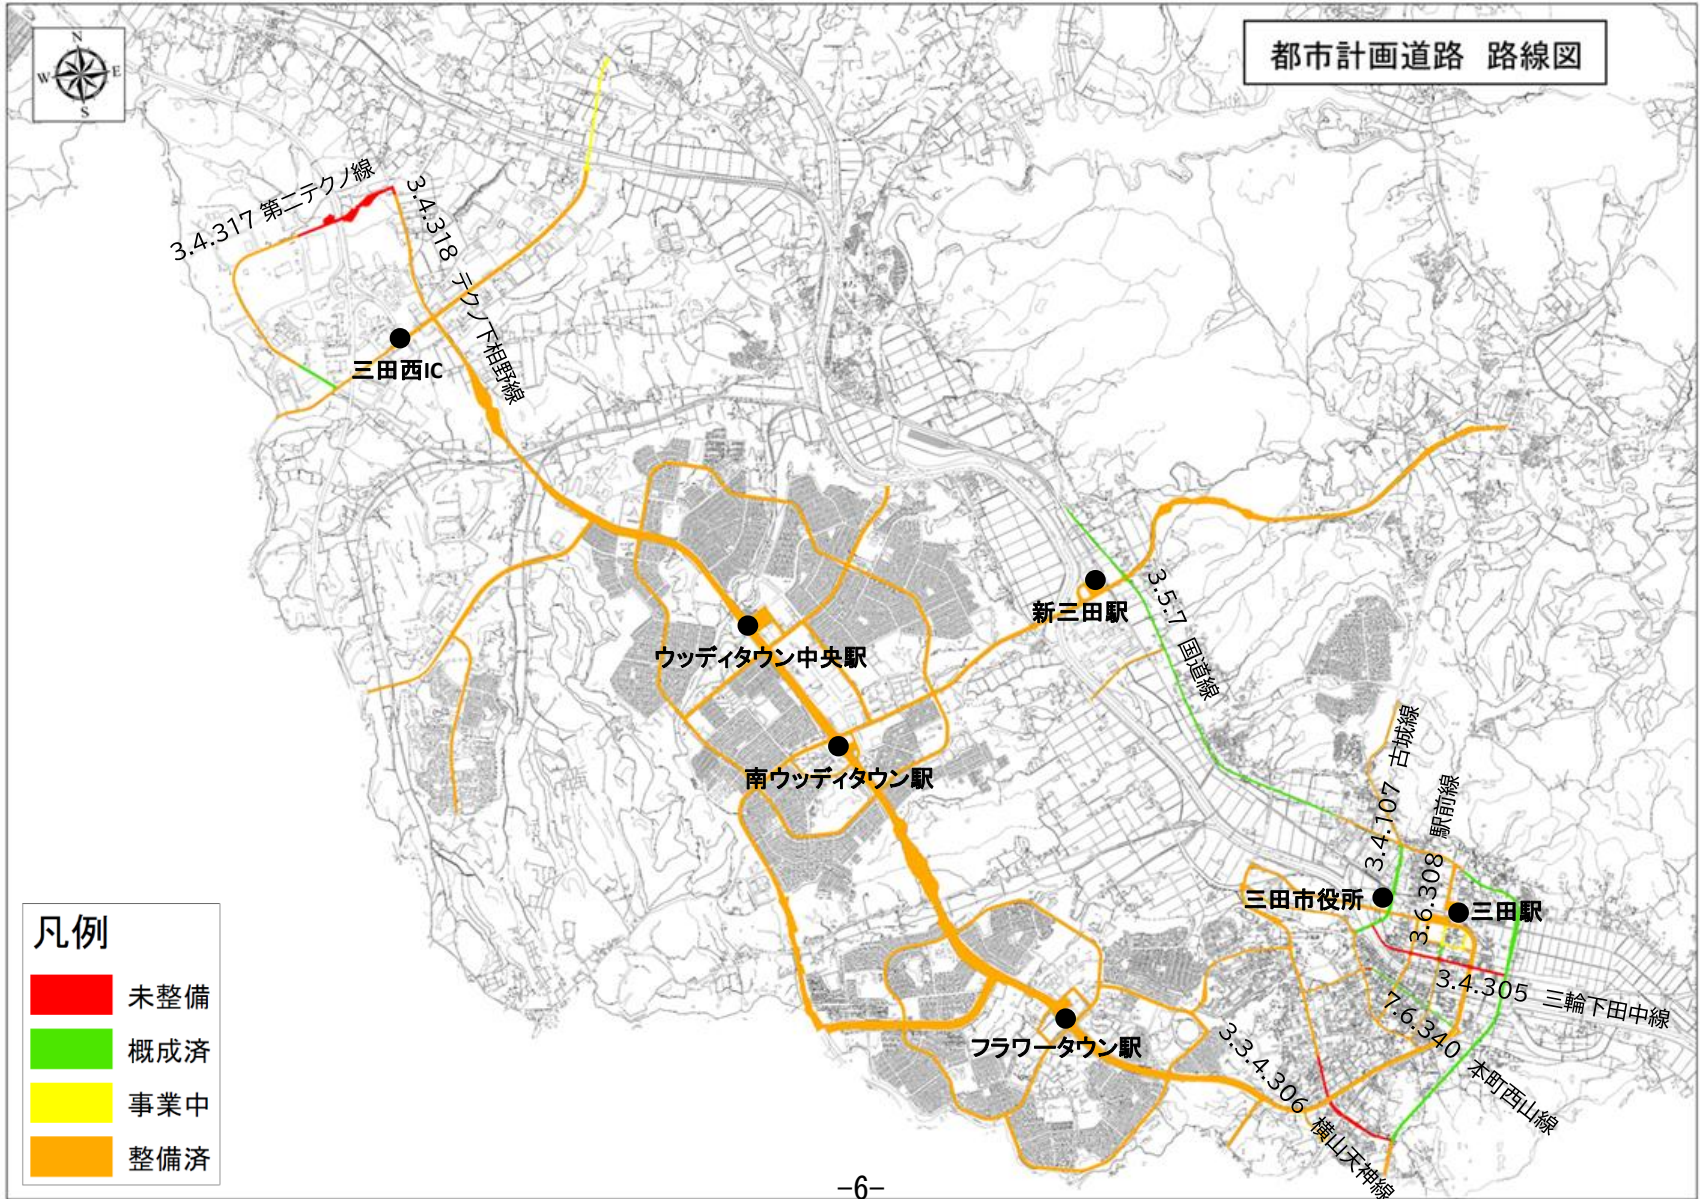 都市計画道路 路線図
N
W E
S
3.4.317 第二テクノ線
3.4.318 テクノ下相野線
三田西IC
新三田駅
3.5.7 国道線
ウッディタウン中央駅
南ウッディタウン駅
3.4.107 古城線
3.6.308 駅前線
三田市役所
三田駅
3.4.305 三輪下田中線
7.6.340 本町西山線
フラワータウン駅
3.3.4.306 横山天神線
凡例
未整備
概成済
事業中
整備済
-6-